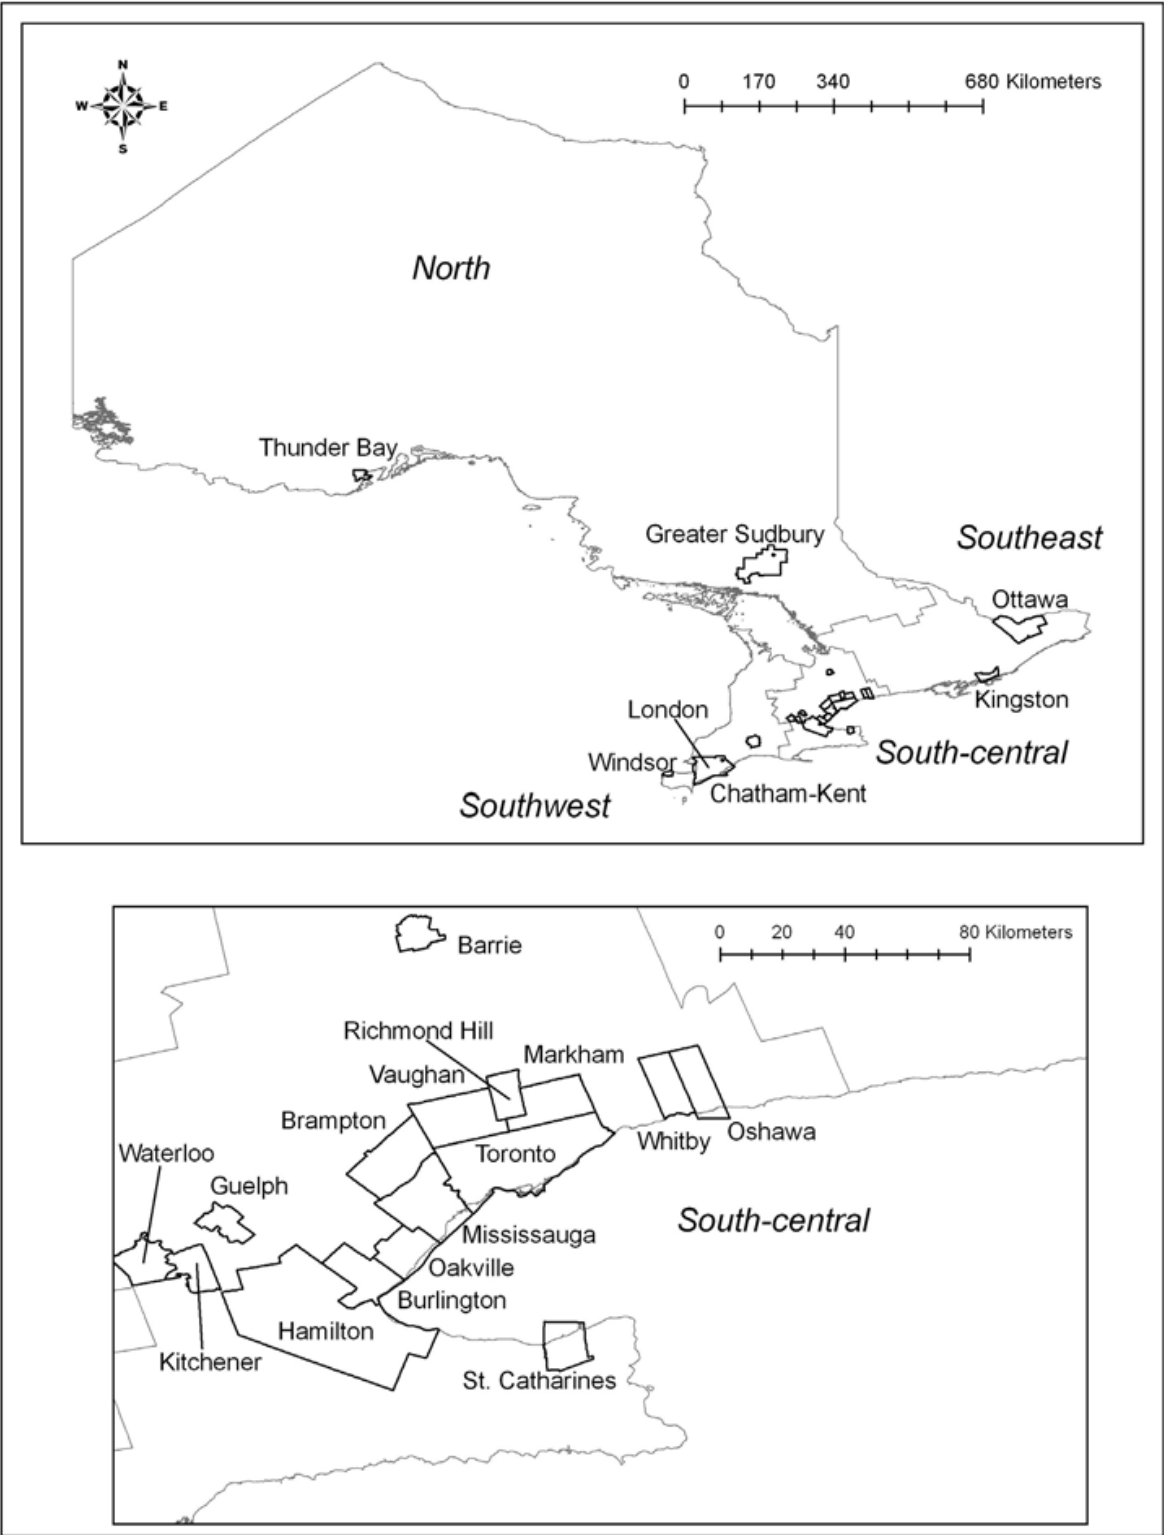 N
W E
S
0 170 340 680 Kilometers
North
Thunder Bay
Greater Sudbury
Southeast
Ottawa
Kingston
London
South-central
Windsor
Chatham-Kent
Southwest
0 20 40 80 Kilometers
Barrie
Richmond Hill
Markham
Vaughan
Brampton
Whitby
Oshawa
Waterloo
Toronto
Guelph
South-central
Mississauga
Oakville
Burlington
Hamilton
Kitchener
St. Catharines